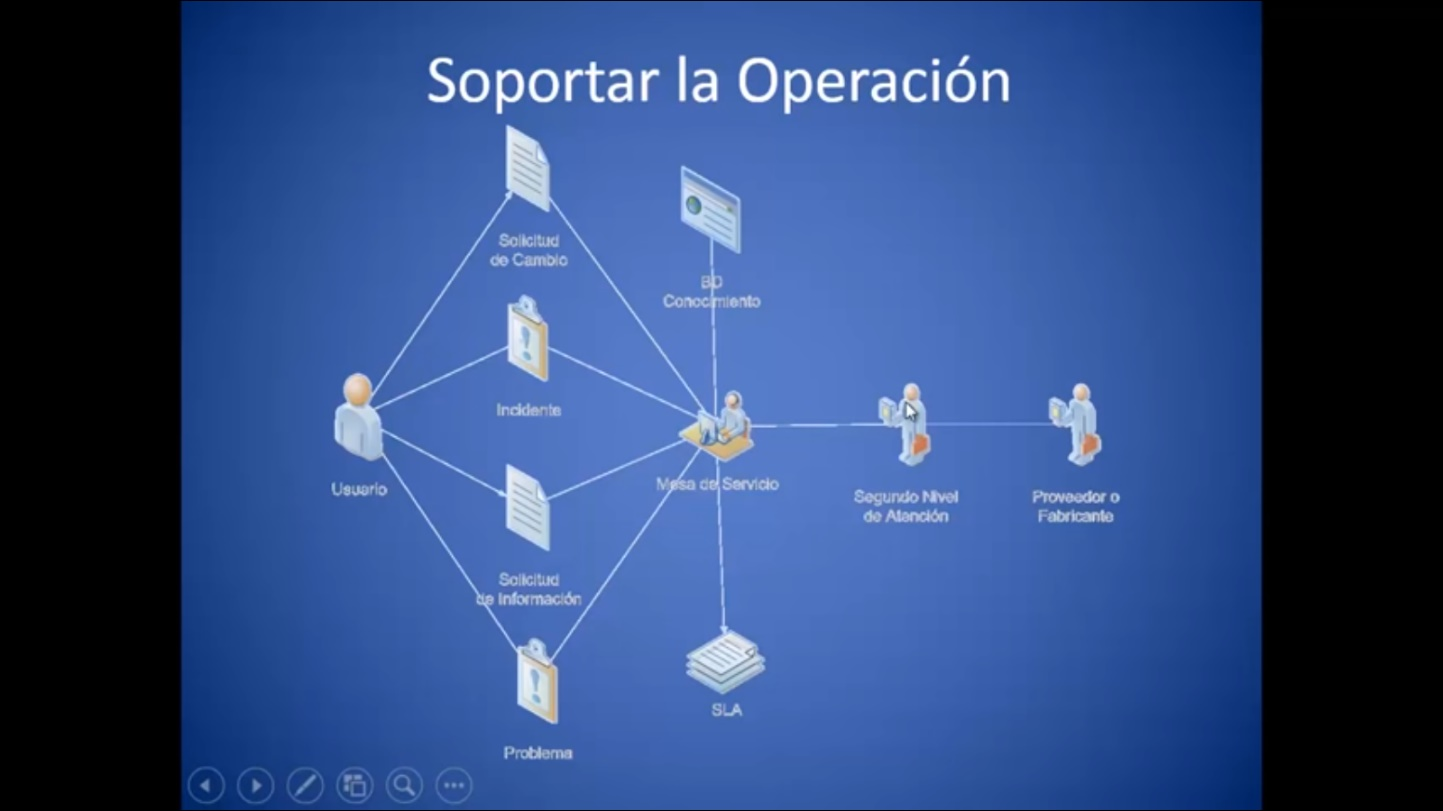 Soportar la Operación
Solicitud
de Cambio
BD
Conocimiento
Incidente
Usuario
Mesa de Servicio
Segundo Nivel
de Atención
Proveedor o
Fabricante
Solicitud
de Información
SLA
Problema